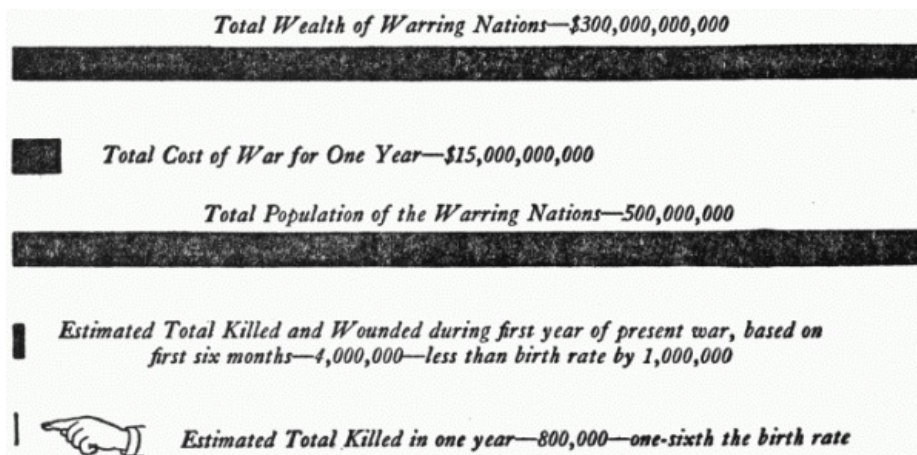 Total Wealth of Warring Nations—$300,000,000,000
Total Cost of War for One Year—$15,000,000,000
Total Population of the Warring Nations—500,000,000
Estimated Total Killed and Wounded during first year of present war, based on
first six months—4,000,000—less than birth rate by 1,000,000
Estimated Total Killed in one year—800,000—one-sixth the birth rate